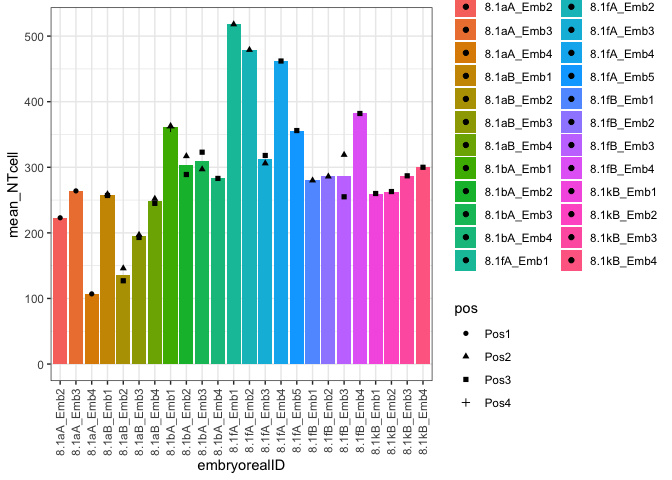 mean_NTcell
500
400
300
200
100
0
8.1aA_Emb2
8.1aA_Emb3
8.1aA_Emb4
8.1aB_Emb1
8.1aB_Emb2
8.1aB_Emb3
8.1aB_Emb4
8.1bA_Emb1
8.1bA_Emb2
8.1bA_Emb3
8.1bA_Emb4
8.1fA_Emb1
8.1fA_Emb2
8.1fA_Emb3
8.1fA_Emb4
8.1fA_Emb5
8.1fB_Emb1
8.1fB_Emb2
8.1fB_Emb3
8.1fB_Emb4
8.1kB_Emb1
8.1kB_Emb2
8.1kB_Emb3
8.1kB_Emb4
embryorealID
8.1aA_Emb2
8.1aA_Emb3
8.1aA_Emb4
8.1aB_Emb1
8.1aB_Emb2
8.1aB_Emb3
8.1aB_Emb4
8.1bA_Emb1
8.1bA_Emb2
8.1bA_Emb3
8.1bA_Emb4
8.1fA_Emb1
8.1fA_Emb2
8.1fA_Emb3
8.1fA_Emb4
8.1fA_Emb5
8.1fB_Emb1
8.1fB_Emb2
8.1fB_Emb3
8.1fB_Emb4
8.1kB_Emb1
8.1kB_Emb2
8.1kB_Emb3
8.1kB_Emb4
pos
Pos1
Pos2
Pos3
Pos4